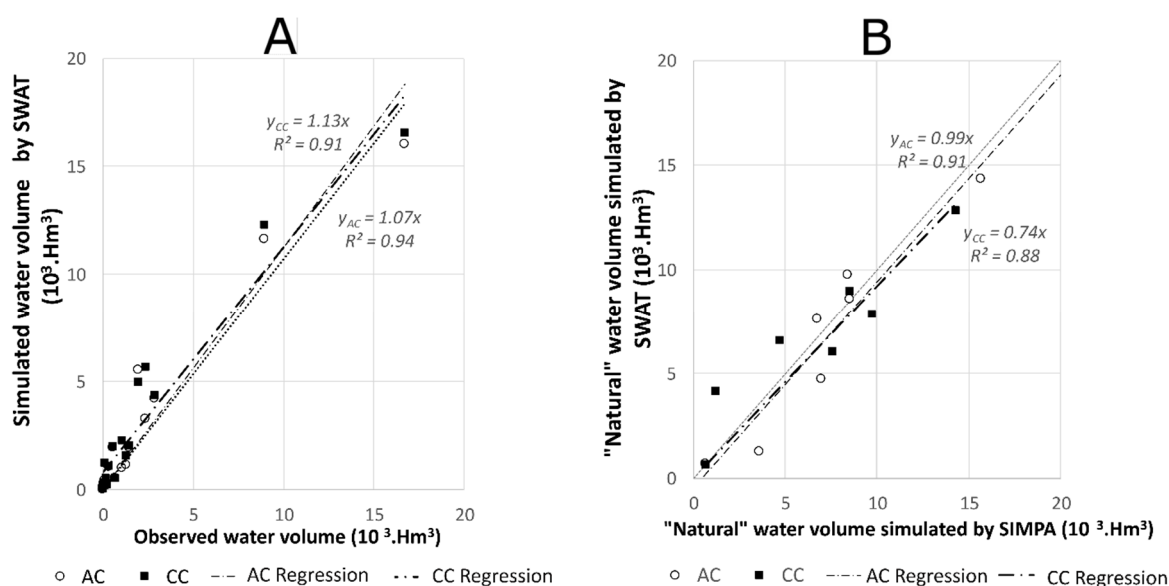 A
Simulated water volume by SWAT
(10³.Hm³)
20
15
10
5
0
y_CC = 1.13x
R² = 0.91
y_AC = 1.07x
R² = 0.94
0 5 10 15 20
Observed water volume (10 ³.Hm³)
AC CC AC Regression CC Regression
B
"Natural" water volume simulated by
SWAT (10³.Hm³)
20
15
10
5
0
y_AC = 0.99x
R² = 0.91
y_CC = 0.74x
R² = 0.88
0 5 10 15 20
"Natural" water volume simulated by SIMPA (10 ³.Hm³)
AC CC AC Regression CC Regression